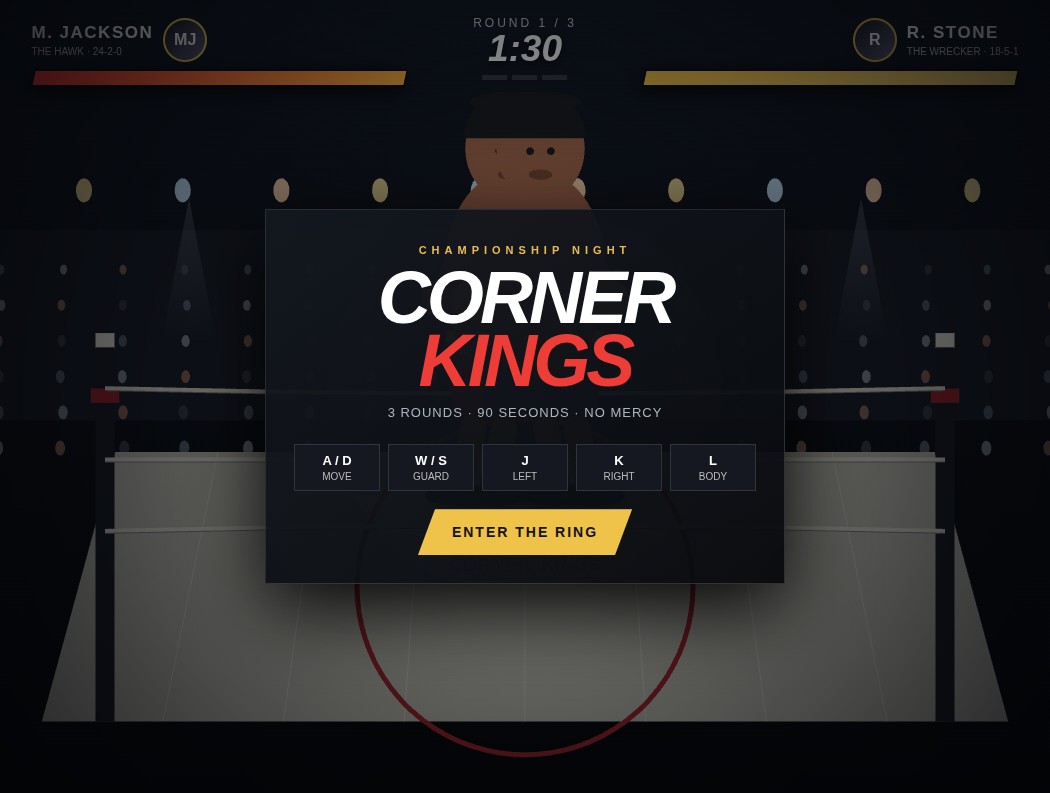 M. JACKSON
THE HAWK · 24-2-0
MJ
ROUND 1 / 3
1:30
R
R. STONE
THE WRECKER · 18-5-1
CHAMPIONSHIP NIGHT
CORNER
KINGS
3 ROUNDS · 90 SECONDS · NO MERCY
A / D
MOVE
W / S
GUARD
J
LEFT
K
RIGHT
L
BODY
ENTER THE RING